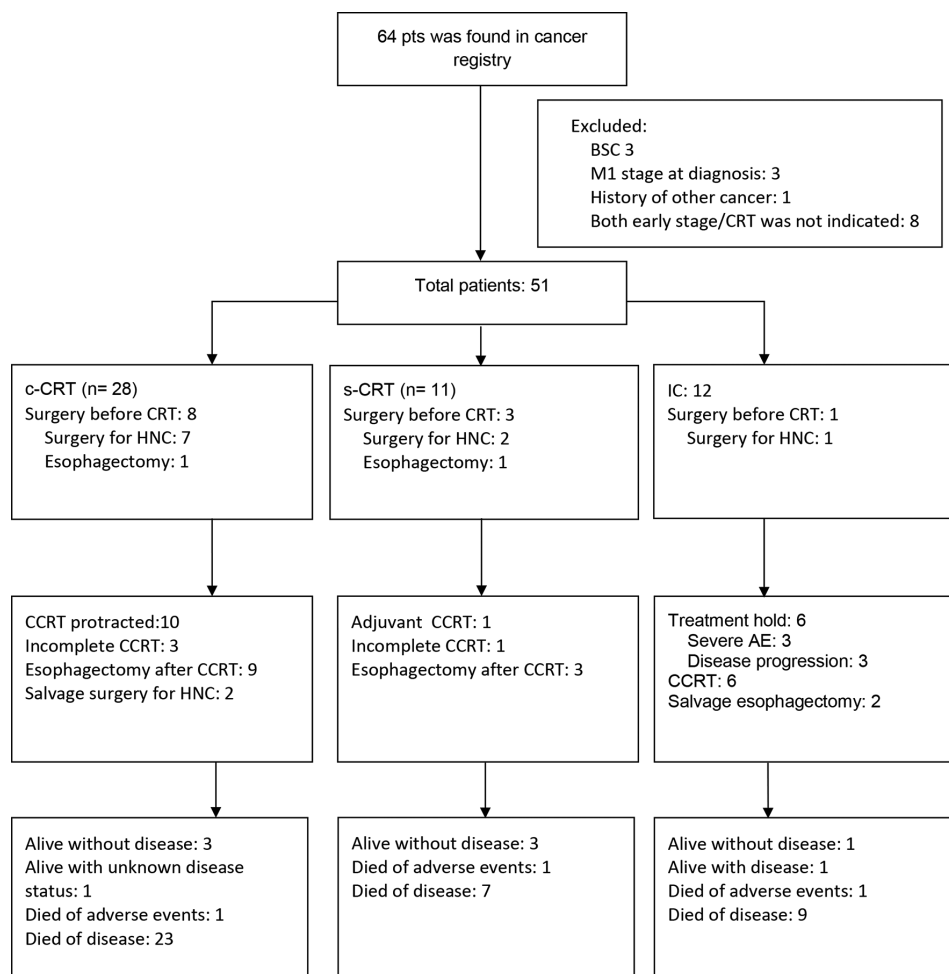 64 pts was found in cancer
registry
Excluded:
BSC 3
M1 stage at diagnosis: 3
History of other cancer: 1
Both early stage/CRT was not indicated: 8
Total patients: 51
c-CRT (n= 28)
Surgery before CRT: 8
Surgery for HNC: 7
Esophagectomy: 1
s-CRT (n= 11)
Surgery before CRT: 3
Surgery for HNC: 2
Esophagectomy: 1
IC: 12
Surgery before CRT: 1
Surgery for HNC: 1
CCRT protracted:10
Incomplete CCRT: 3
Esophagectomy after CCRT: 9
Salvage surgery for HNC: 2
Adjuvant CCRT: 1
Incomplete CCRT: 1
Esophagectomy after CCRT: 3
Treatment hold: 6
Severe AE: 3
Disease progression: 3
CCRT: 6
Salvage esophagectomy: 2
Alive without disease: 3
Alive with unknown disease
status: 1
Died of adverse events: 1
Died of disease: 23
Alive without disease: 3
Died of adverse events: 1
Died of disease: 7
Alive without disease: 1
Alive with disease: 1
Died of adverse events: 1
Died of disease: 9